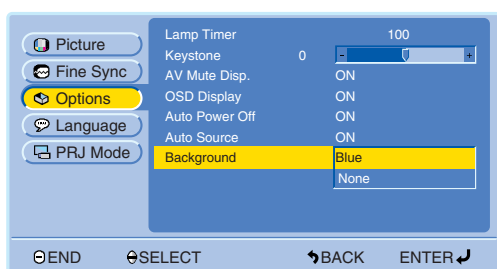 Picture
Fine Sync
Options
Language
PRJ Mode
Lamp Timer 100
Keystone 0 - +
AV Mute Disp. ON
OSD Display ON
Auto Power Off ON
Auto Source ON
Background Blue
None
END SELECT BACK ENTER